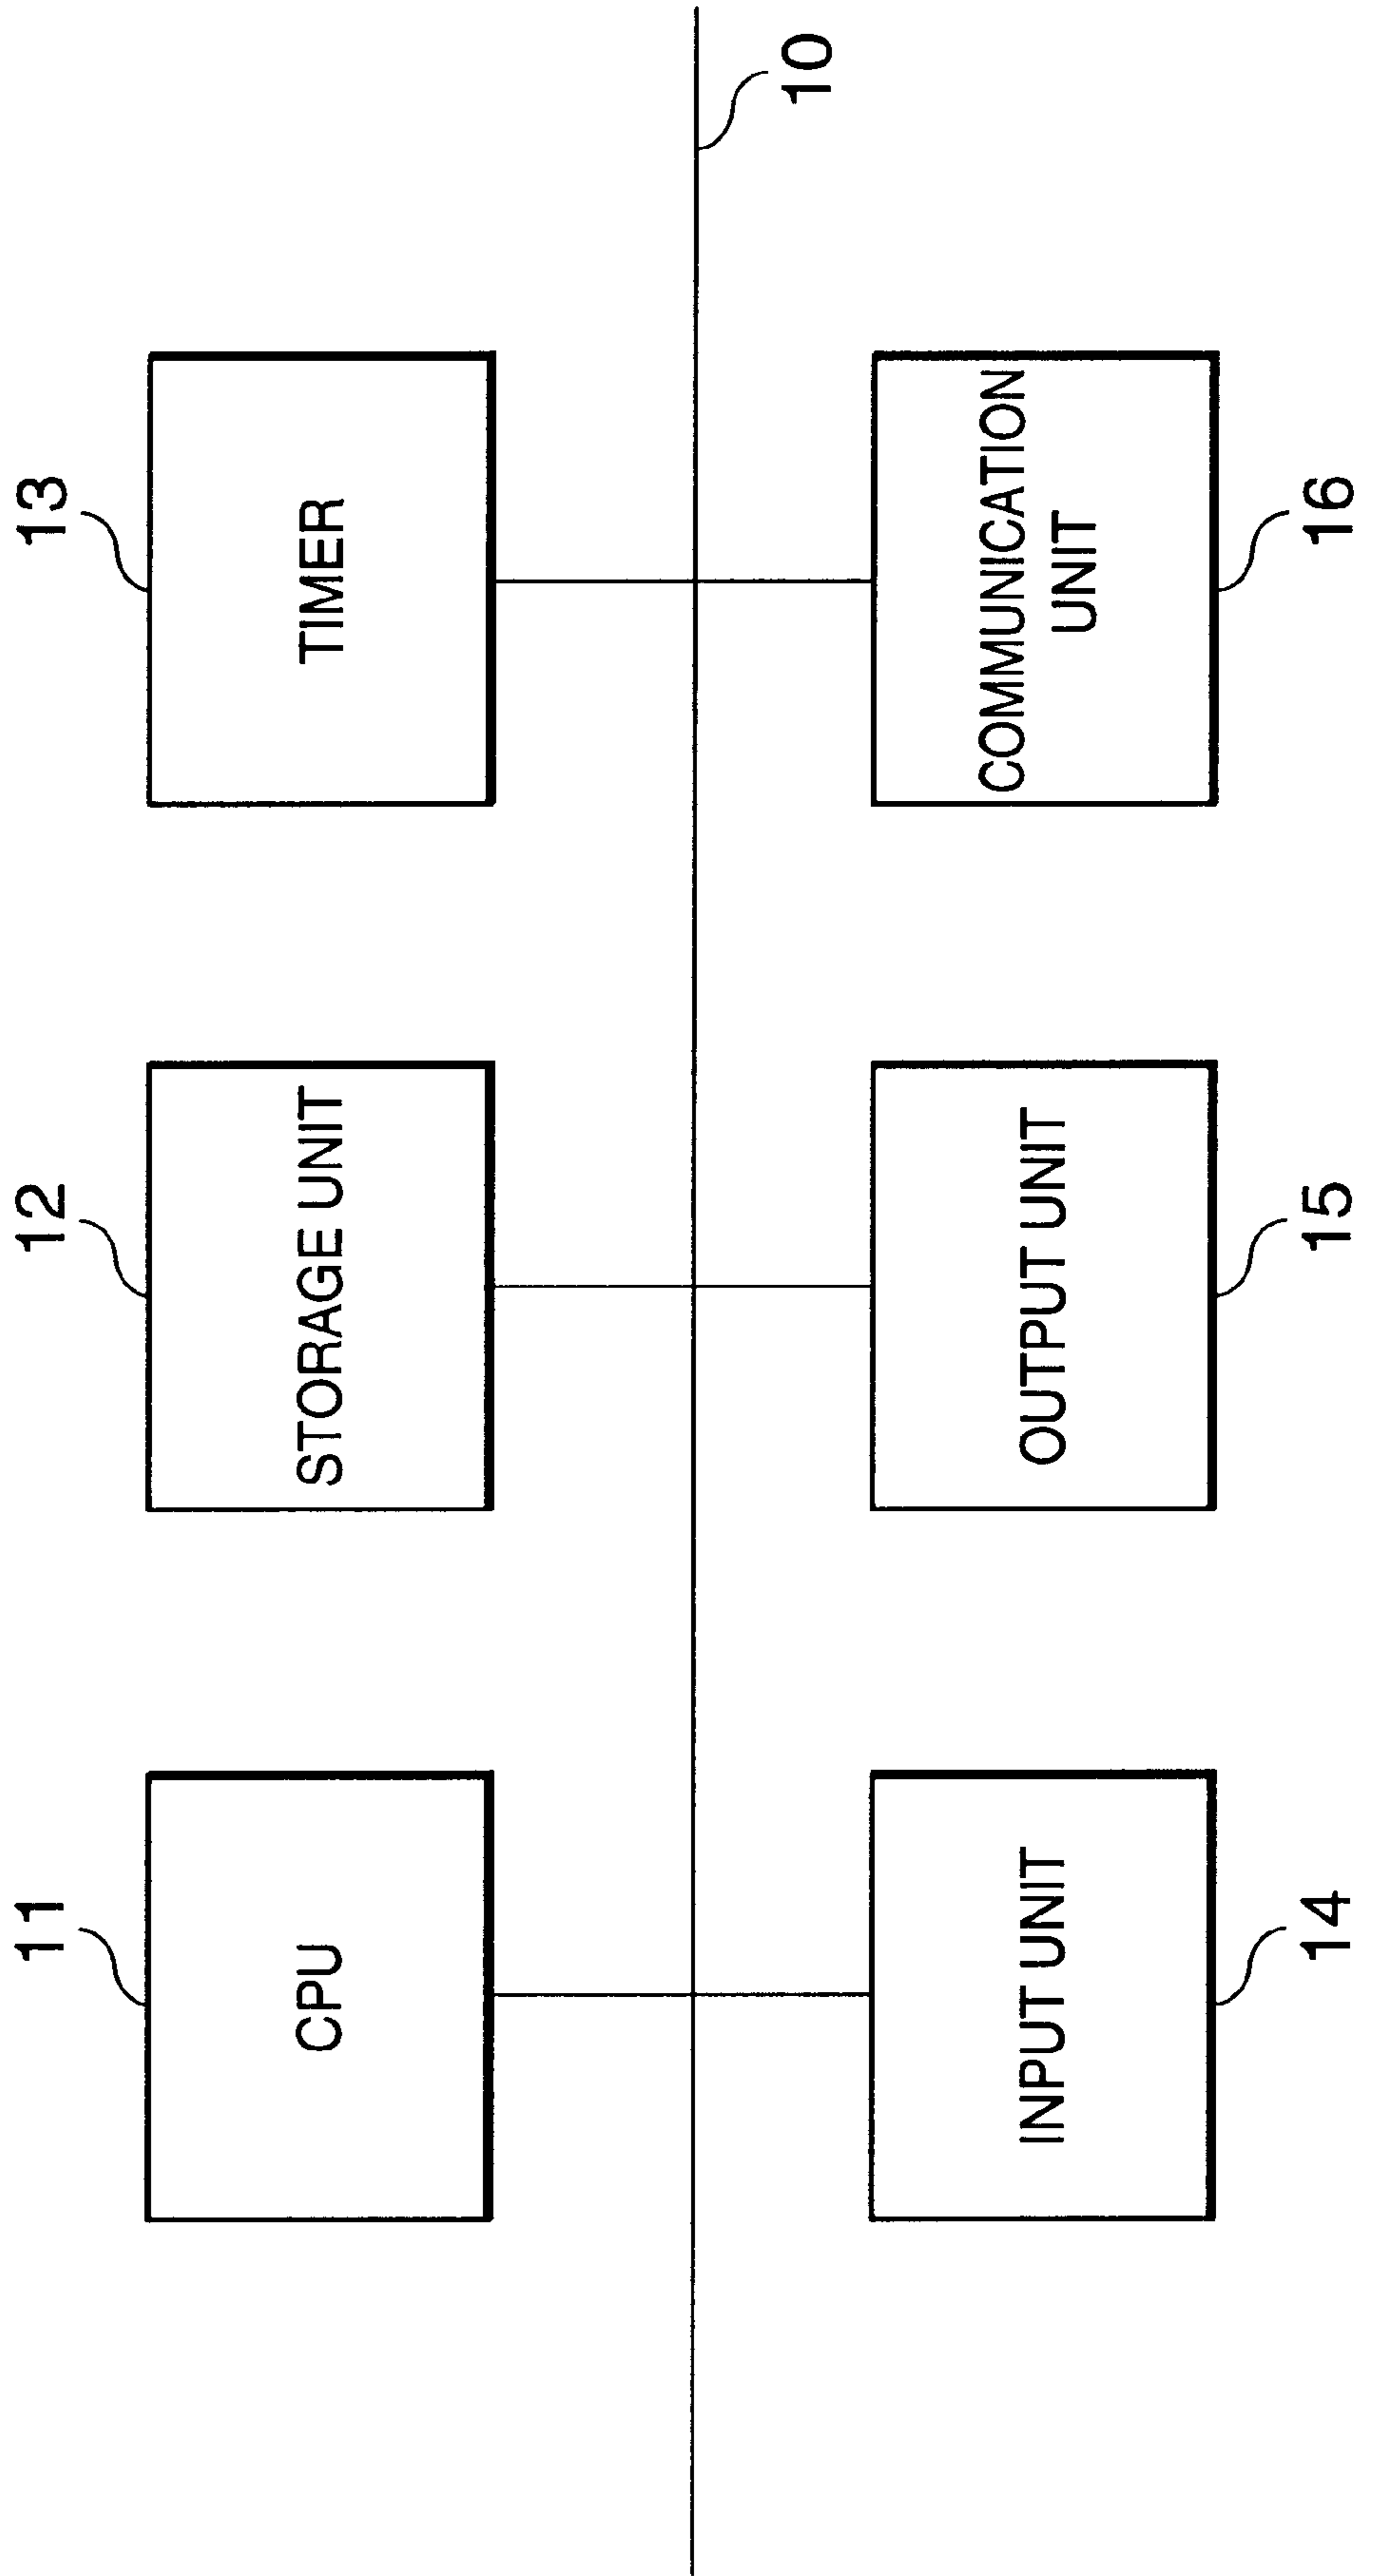 11
12
13
CPU
STORAGE UNIT
TIMER
10
INPUT UNIT
OUTPUT UNIT
COMMUNICATION
UNIT
14
15
16